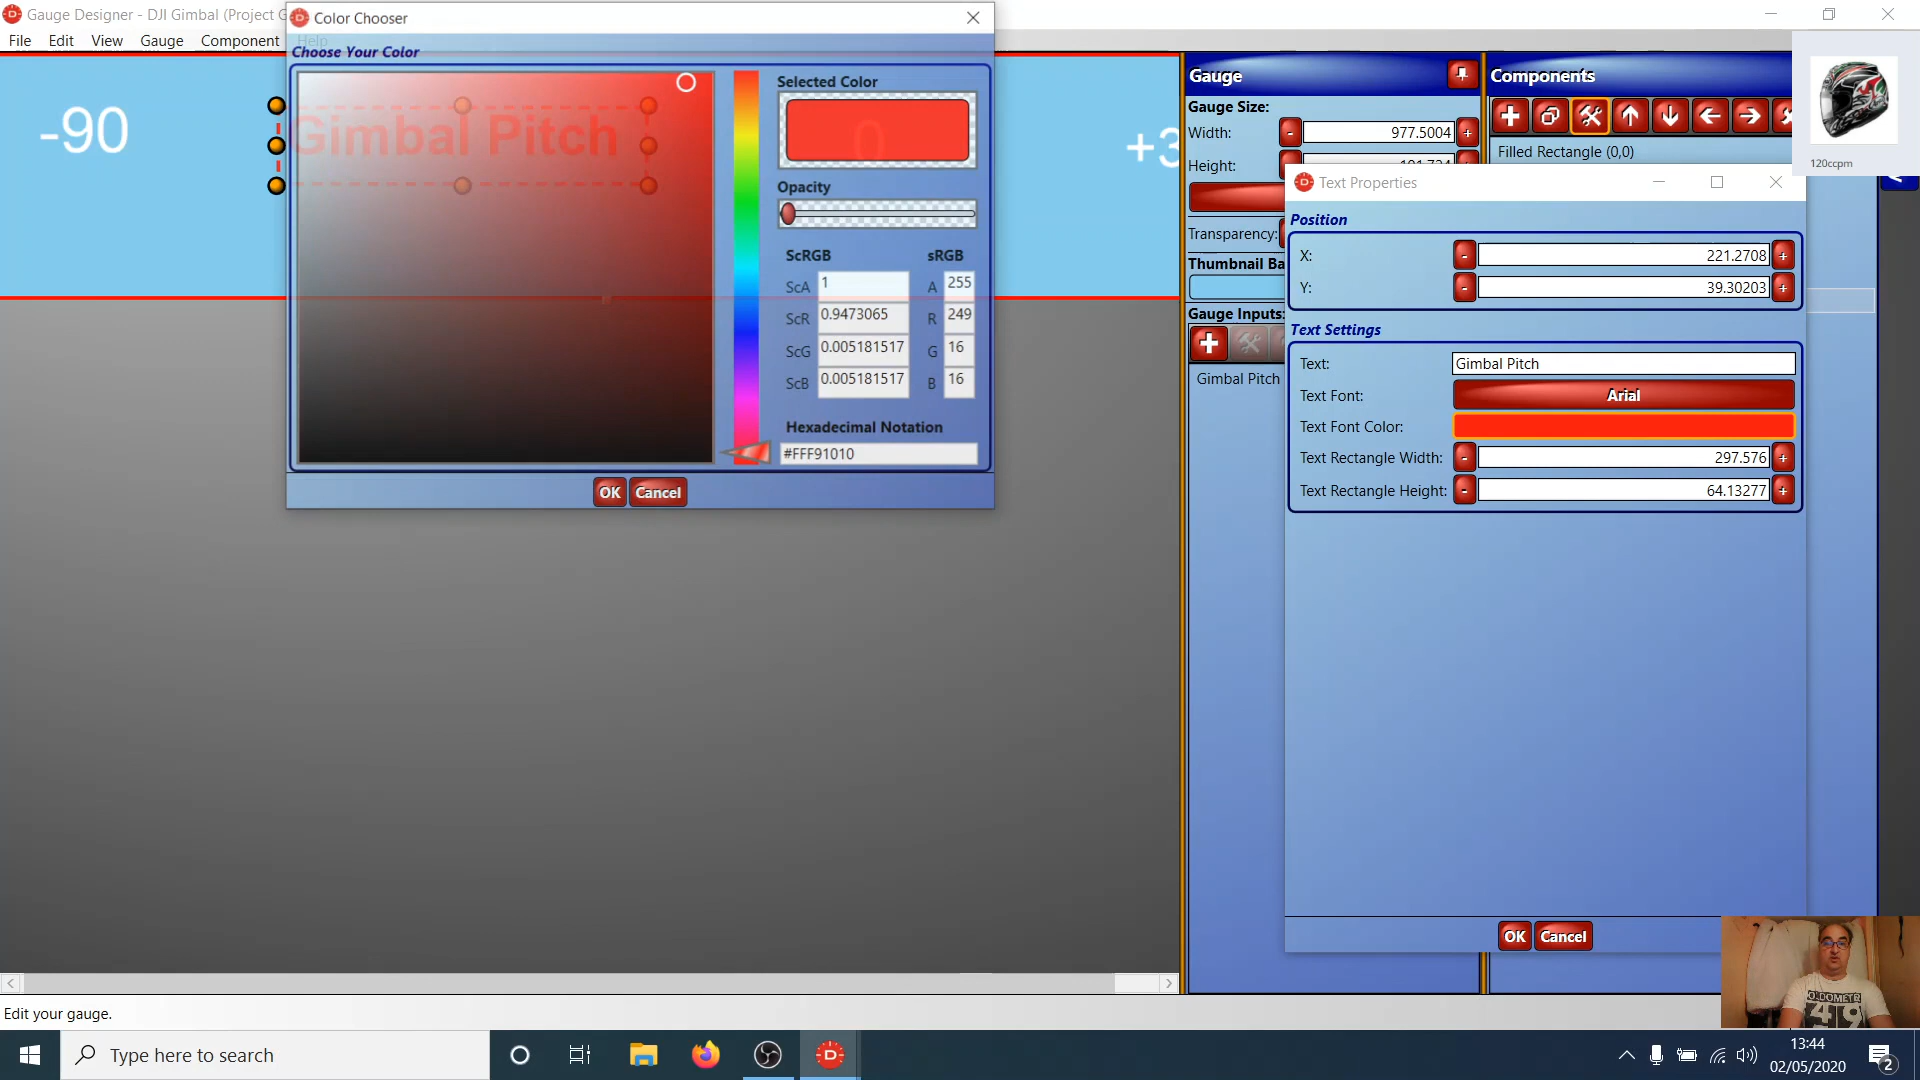 Gauge Designer - DJI Gimbal (Project G
File Edit View Gauge Component Help
-90
Gimbal Pitch
0
+3
Color Chooser
Choose Your Color
Selected Color
Opacity
ScRGB sRGB
ScA 1 A 255
ScR 0.9473065 R 249
ScG 0.005181517 G 16
ScB 0.005181517 B 16
Hexadecimal Notation
#FFF91010
OK Cancel
Gauge
Gauge Size:
Width: - 977.5004 +
Height:
Transparency:
Thumbnail Ba
Gauge Inputs:
Gimbal Pitch
Components
Filled Rectangle (0,0)
120ccpm
Text Properties
Position
X: - 221.2708 +
Y: - 39.30203 +
Text Settings
Text: Gimbal Pitch
Text Font: Arial
Text Font Color:
Text Rectangle Width: - 297.576 +
Text Rectangle Height: - 64.13277 +
OK Cancel
Edit your gauge.
Type here to search
13:44
02/05/2020
2